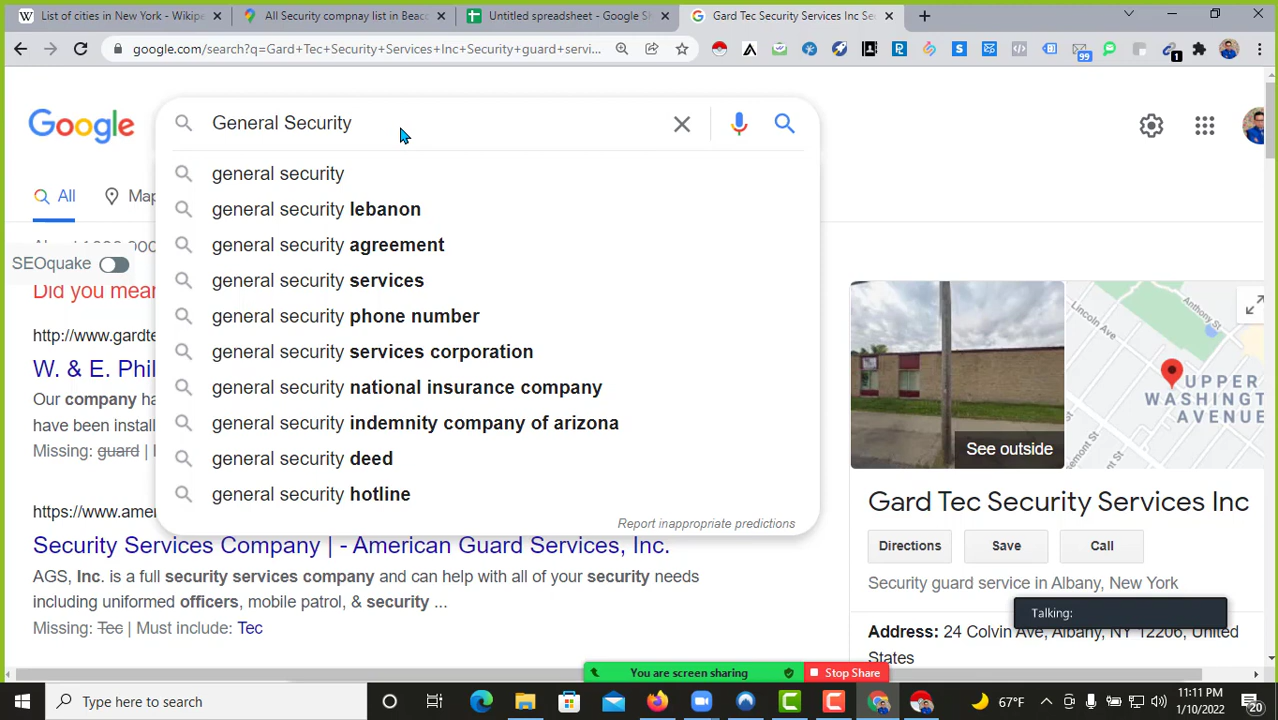 List of cities in New York - Wikipe
All Security compnay list in Beaco
Untitled spreadsheet - Google Sh
Gard Tec Security Services Inc Se
google.com/search?q=Gard+Tec+Security+Services+Inc+Security+guard+servi...
99
1
Google
General Security
general security
general security lebanon
general security agreement
general security services
general security phone number
general security services corporation
general security national insurance company
general security indemnity company of arizona
general security deed
general security hotline
Report inappropriate predictions
All
Map
SEOquake
Did you mean
http://www.gardte
W. & E. Phil
Our company ha
have been install
Missing: guard
https://www.amer
Security Services Company | - American Guard Services, Inc.
AGS, Inc. is a full security services company and can help with all of your security needs
including uniformed officers, mobile patrol, & security ...
Missing: Tec | Must include: Tec
See outside
Lincoln Ave
Anthony St
UPPER
WASHINGTON
AVENUE
Gard Tec Security Services Inc
Directions
Save
Call
Security guard service in Albany, New York
Talking:
Address: 24 Colvin Ave, Albany, NY 12206, United
States
You are screen sharing
Stop Share
Type here to search
67°F
11:11 PM
1/10/2022
20